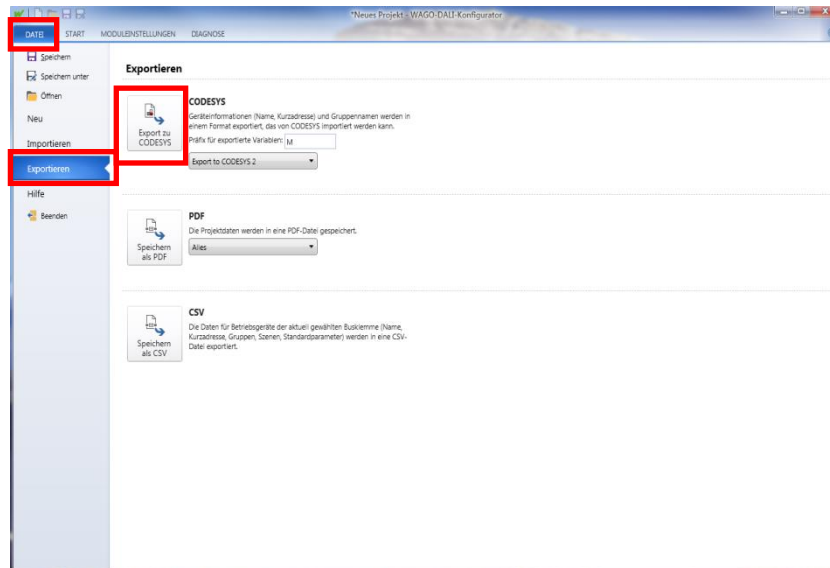 *Neues Projekt - WAGO-DALI-Konfigurator
DATEI START MODULEINSTELLUNGEN DIAGNOSE
Speichern
Speichern unter
Öffnen
Neu
Importieren
Exportieren
Hilfe
Beenden
Exportieren
Export zu
CODESYS
CODESYS
Geräteinformationen (Name, Kurzadresse) und Gruppennamen werden in
einem Format exportiert, das von CODESYS importiert werden kann.
Präfix für exportierte Variablen: M
Export to CODESYS 2
Speichern
als PDF
PDF
Die Projektdaten werden in eine PDF-Datei gespeichert.
Alles
Speichern
als CSV
CSV
Die Daten für Betriebsgeräte der aktuell gewählten Busklemme (Name,
Kurzadresse, Gruppen, Szenen, Standardparameter) werden in eine CSV-
Datei exportiert.